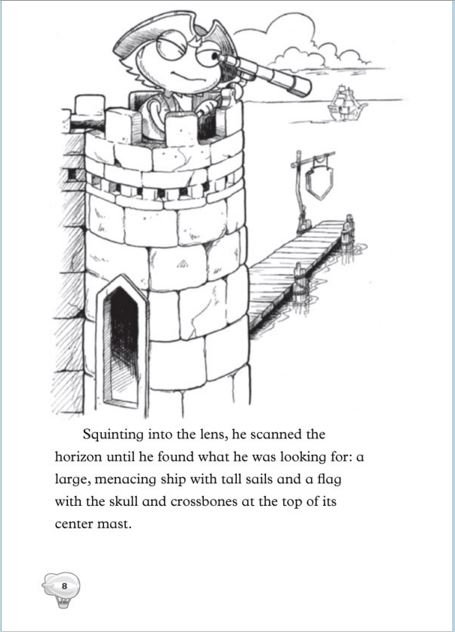 Squinting into the lens, he scanned the
horizon until he found what he was looking for: a
large, menacing ship with tall sails and a flag
with the skull and crossbones at the top of its
center mast.
8